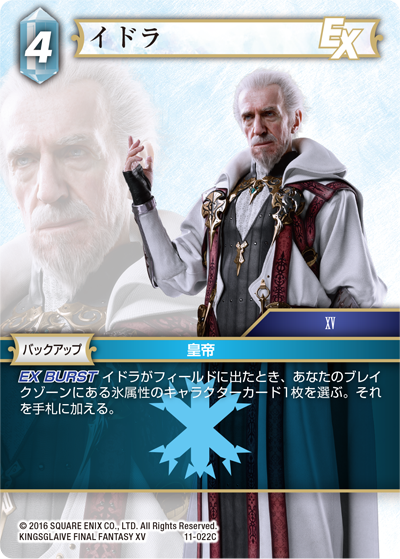 4
イドラ
EX
XV
バックアップ
皇帝
EX BURST イドラがフィールドに出たとき、あなたのブレイ
クゾーンにある氷属性のキャラクターカード1枚を選ぶ。それ
を手札に加える。
© 2016 SQUARE ENIX CO., LTD. All Rights Reserved.
KINGSGLAIVE FINAL FANTASY XV
11-022C